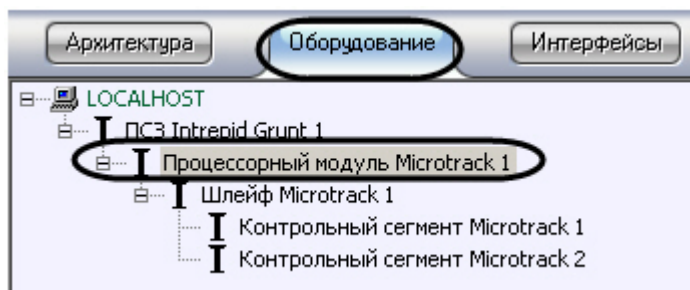 Архитектура Оборудование Интерфейсы
LOCALHOST
ПСЗ Intrepid Grunt 1
Процессорный модуль Microtrack 1
Шлейф Microtrack 1
Контрольный сегмент Microtrack 1
Контрольный сегмент Microtrack 2